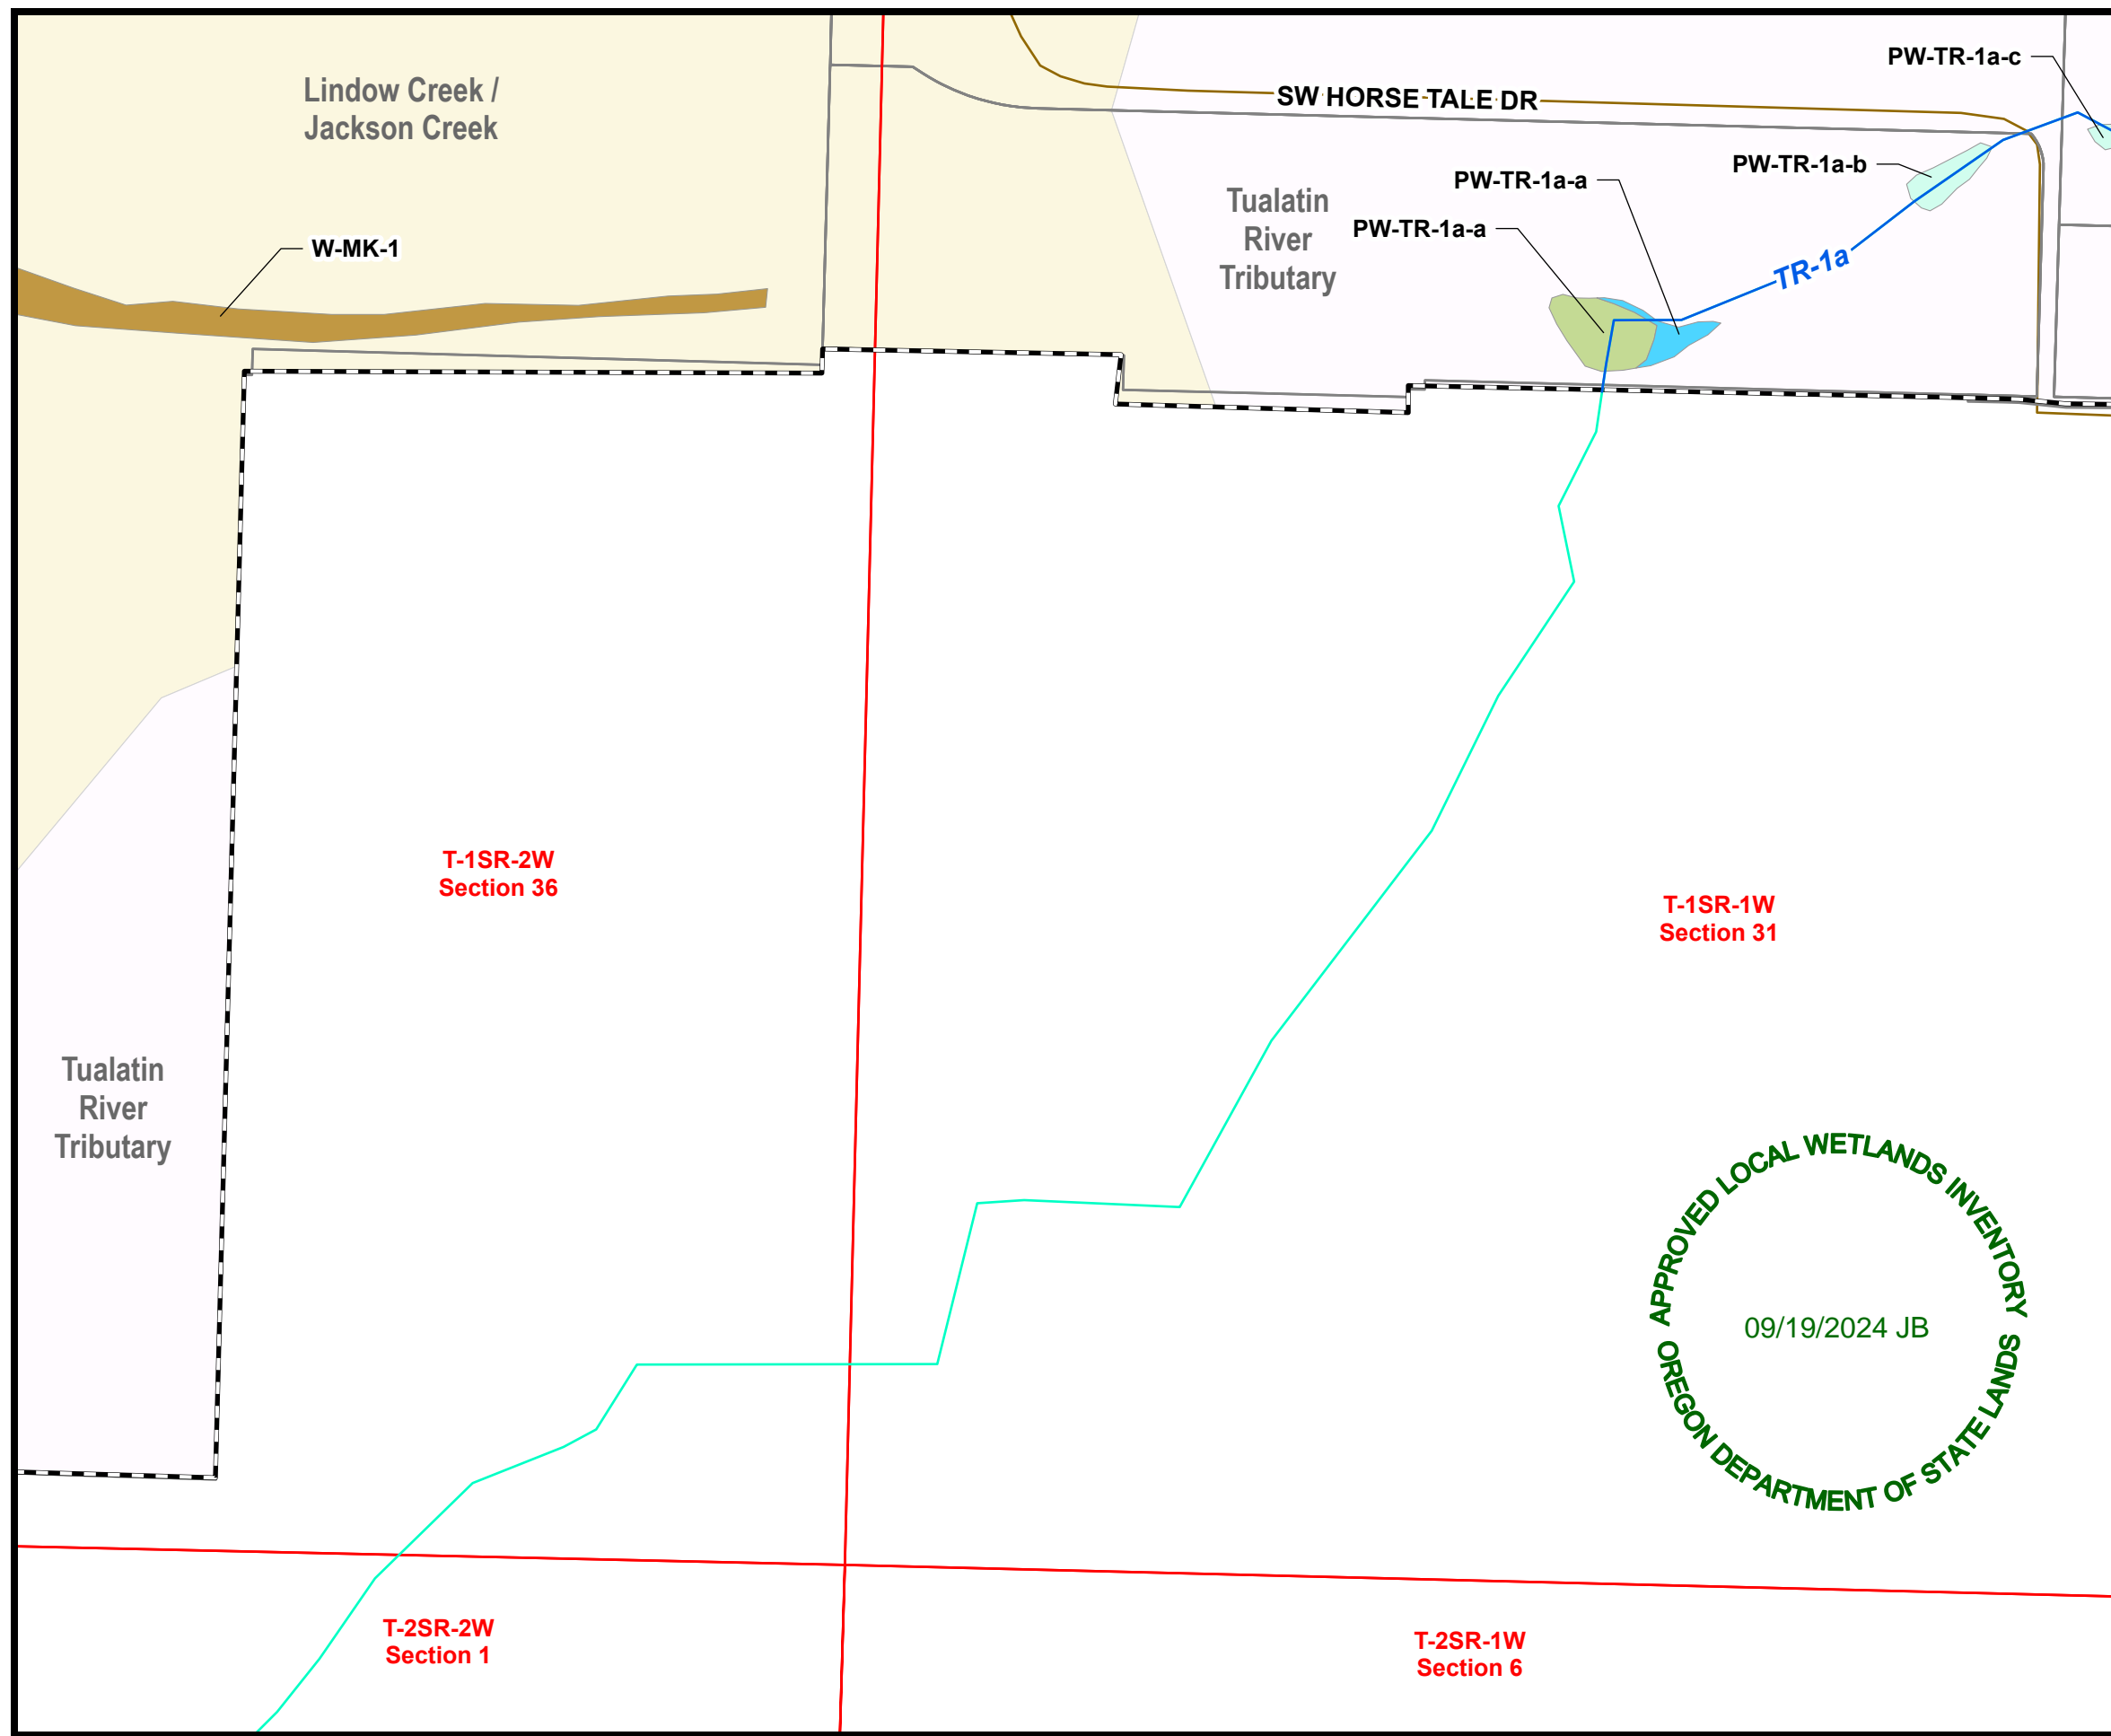 PW-TR-1a-c
Lindow Creek /
Jackson Creek
SW HORSE TALE DR
PW-TR-1a-b
PW-TR-1a-a
Tualatin
River
Tributary
PW-TR-1a-a
W-MK-1
TR-1a
T-1SR-2W
Section 36
T-1SR-1W
Section 31
Tualatin
River
Tributary
APPROVED LOCAL WETLANDS INVENTORY
09/19/2024 JB
OREGON DEPARTMENT OF STATE LANDS
T-2SR-2W
Section 1
T-2SR-1W
Section 6